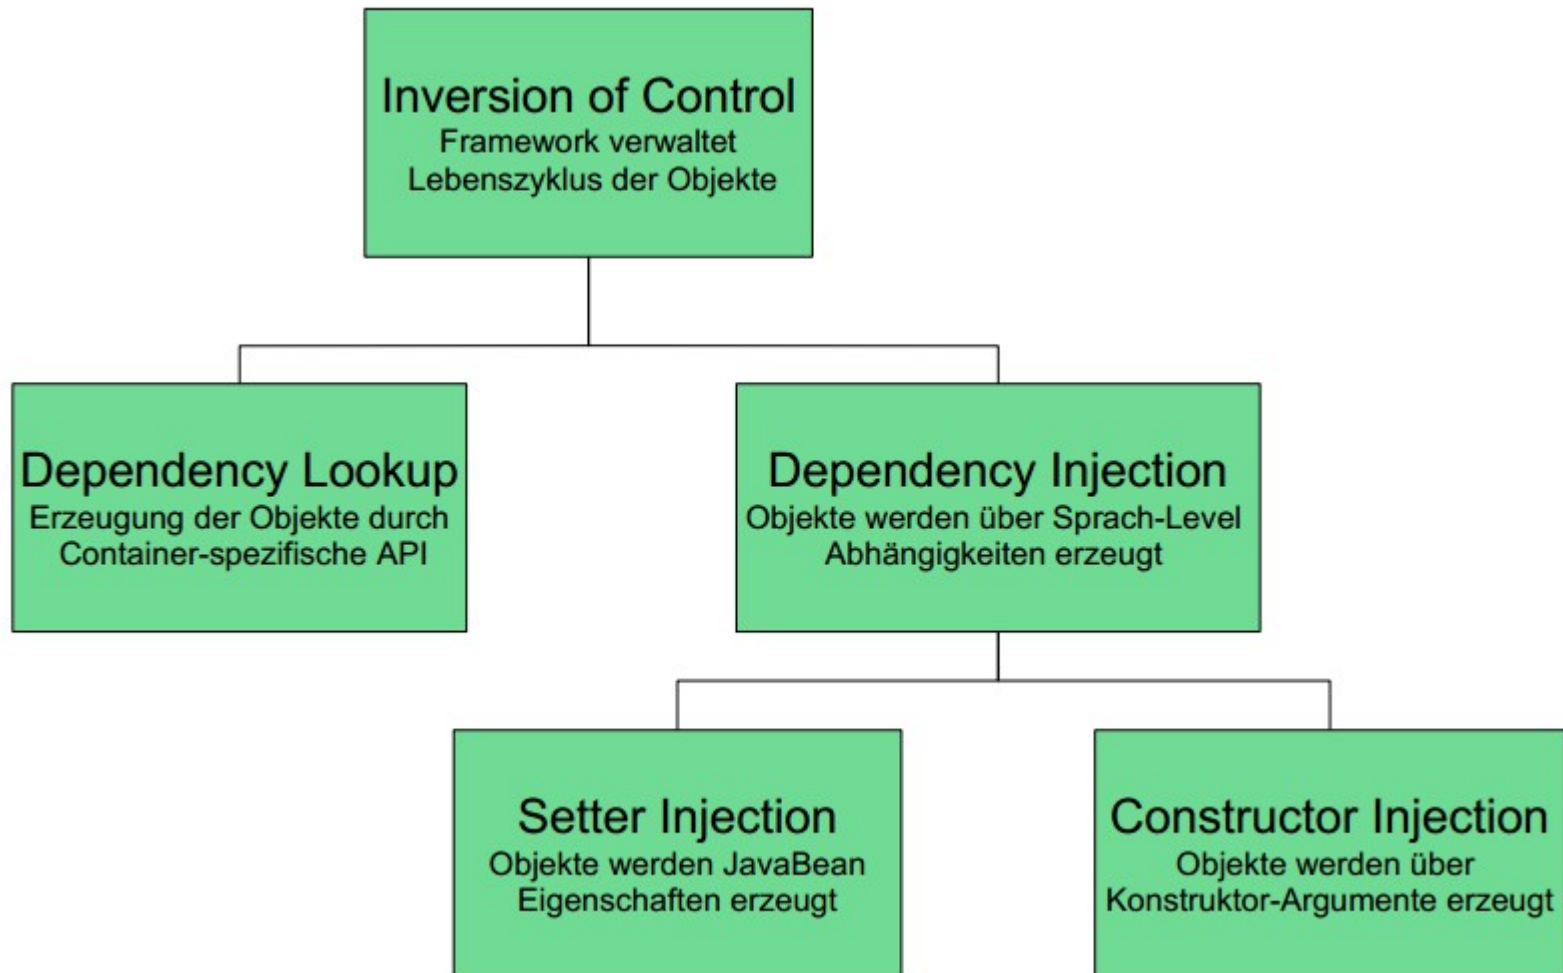 Inversion of Control
Framework verwaltet
Lebenszyklus der Objekte
Dependency Lookup
Erzeugung der Objekte durch
Container-spezifische API
Dependency Injection
Objekte werden über Sprach-Level
Abhängigkeiten erzeugt
Setter Injection
Objekte werden JavaBean
Eigenschaften erzeugt
Constructor Injection
Objekte werden über
Konstruktor-Argumente erzeugt